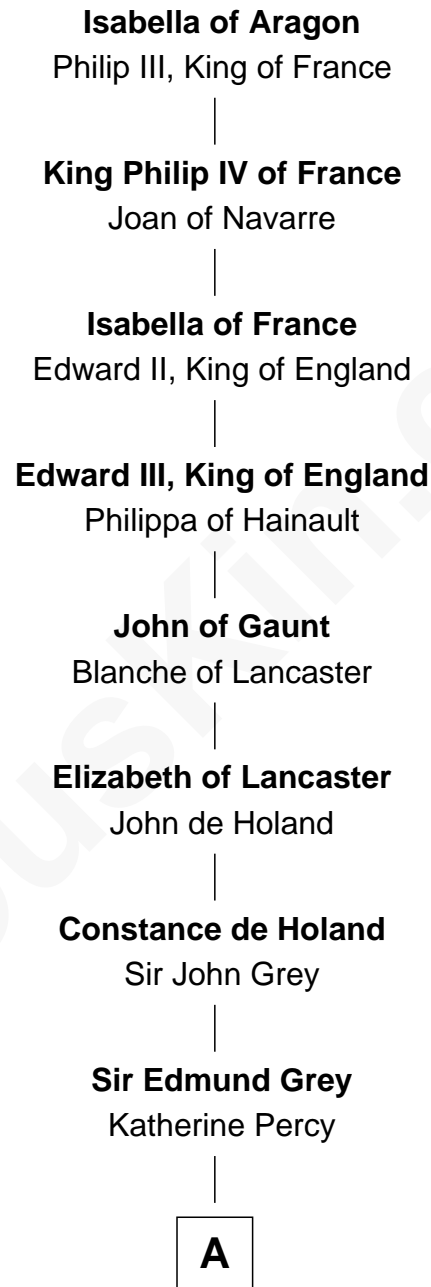 Isabella of Aragon
Philip III, King of France
King Philip IV of France
Joan of Navarre
Isabella of France
Edward II, King of England
Edward III, King of England
Philippa of Hainault
John of Gaunt
Blanche of Lancaster
Elizabeth of Lancaster
John de Holand
Constance de Holand
Sir John Grey
Sir Edmund Grey
Katherine Percy
A